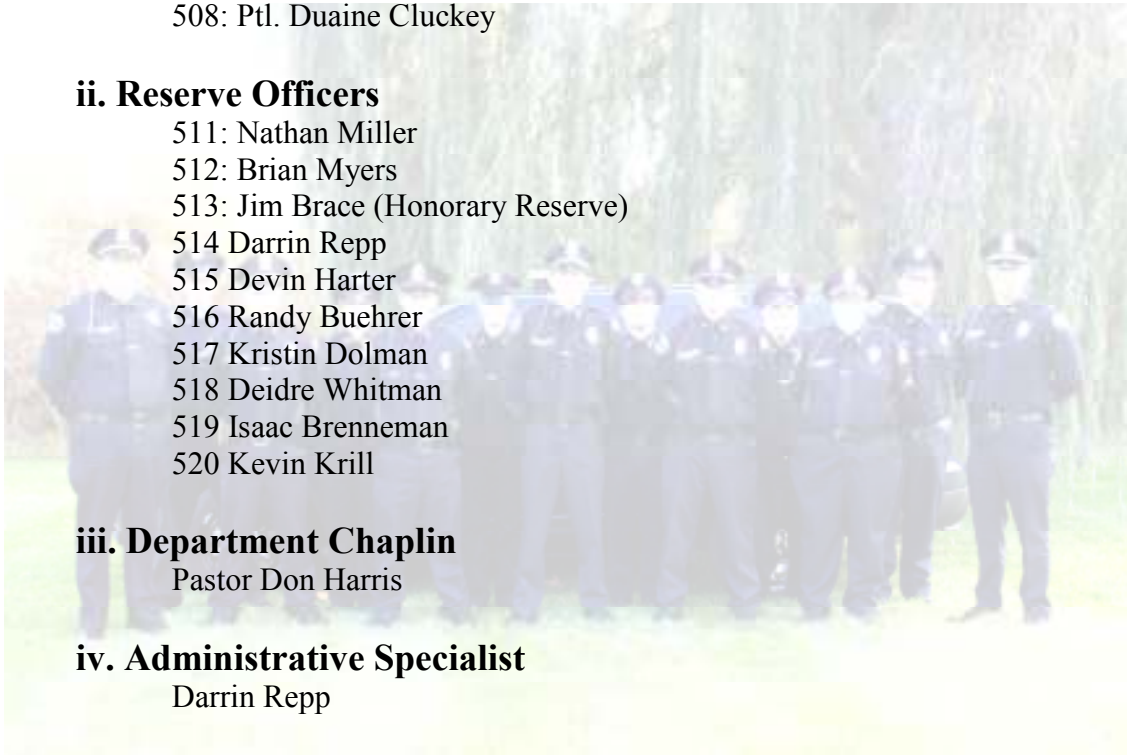 508: Ptl. Duaine Cluckey
ii. Reserve Officers
511: Nathan Miller
512: Brian Myers
513: Jim Brace (Honorary Reserve)
514 Darrin Repp
515 Devin Harter
516 Randy Buehrer
517 Kristin Dolman
518 Deidre Whitman
519 Isaac Brenneman
520 Kevin Krill
iii. Department Chaplin
Pastor Don Harris
iv. Administrative Specialist
Darrin Repp